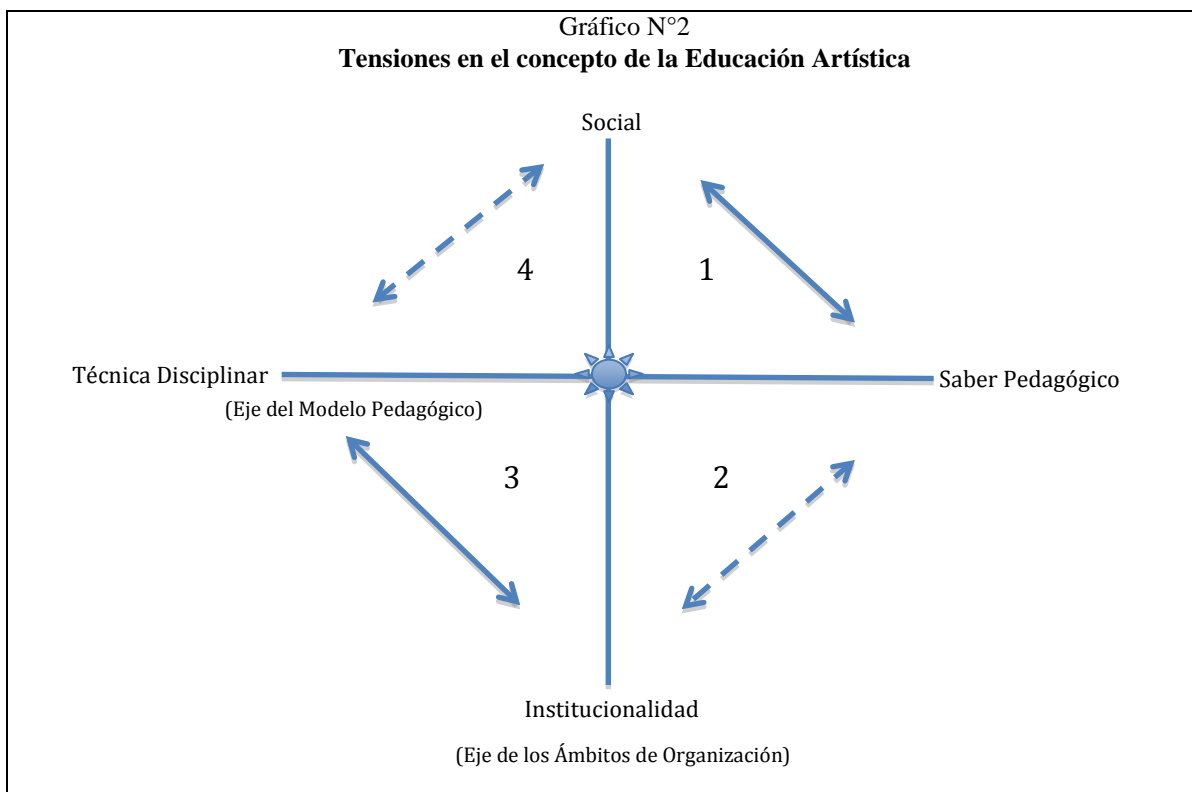 Gráfico N°2
Tensiones en el concepto de la Educación Artística
Social
4
1
Técnica Disciplinar
Saber Pedagógico
(Eje del Modelo Pedagógico)
3
2
Institucionalidad
(Eje de los Ámbitos de Organización)